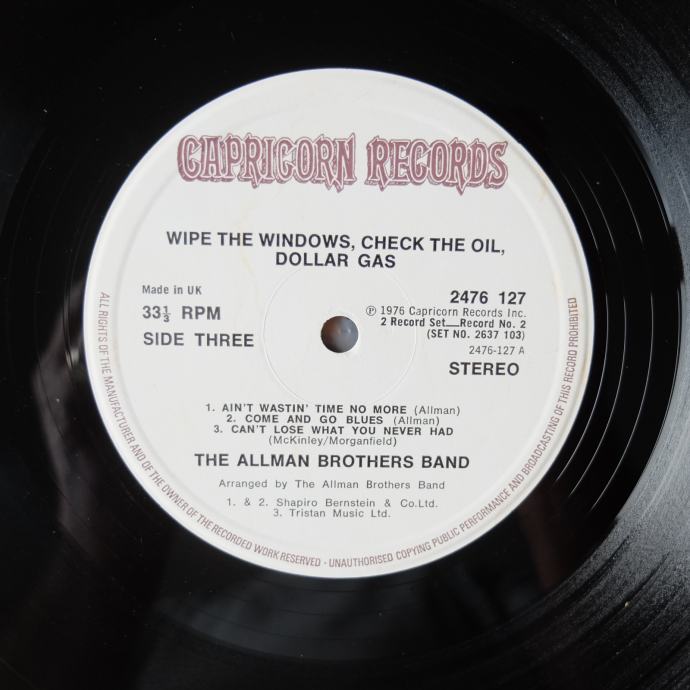 CAPRICORN RECORDS
WIPE THE WINDOWS, CHECK THE OIL,
DOLLAR GAS
Made in UK
33⅓ RPM
SIDE THREE
2476 127
℗ 1976 Capricorn Records Inc.
2 Record Set__Record No. 2
(SET NO. 2637 103)
2476-127 A
STEREO
1. AIN'T WASTIN' TIME NO MORE (Allman)
2. COME AND GO BLUES (Allman)
3. CAN'T LOSE WHAT YOU NEVER HAD
(McKinley/Morganfield)
THE ALLMAN BROTHERS BAND
Arranged by The Allman Brothers Band
1. & 2. Shapiro Bernstein & Co.Ltd.
3. Tristan Music Ltd.
ALL RIGHTS OF THE MANUFACTURER AND OF THE OWNER OF THE RECORDED WORK RESERVED · UNAUTHORISED COPYING PUBLIC PERFORMANCE AND BROADCASTING OF THIS RECORD PROHIBITED